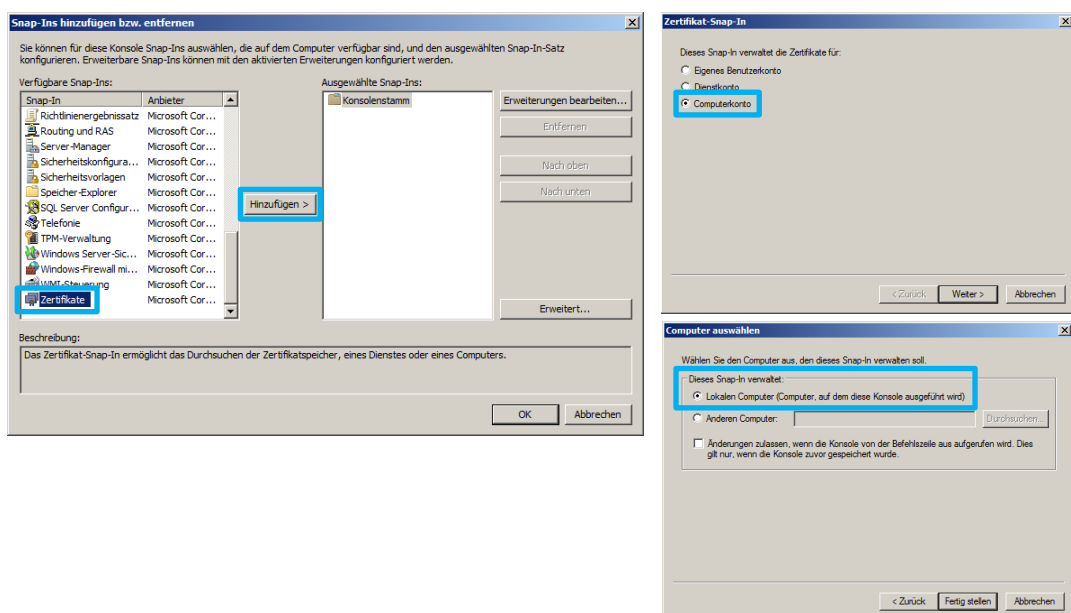 Snap-Ins hinzufügen bzw. entfernen
Sie können für diese Konsole Snap-Ins auswählen, die auf dem Computer verfügbar sind, und den ausgewählten Snap-In-Satz
konfigurieren. Erweiterbare Snap-Ins können mit den aktivierten Erweiterungen konfiguriert werden.
Verfügbare Snap-Ins:
Snap-In Anbieter
Richtlinienergebnissatz Microsoft Cor...
Routing und RAS Microsoft Cor...
Server-Manager Microsoft Cor...
Sicherheitskonfigura... Microsoft Cor...
Sicherheitsvorlagen Microsoft Cor...
Speicher-Explorer Microsoft Cor...
SQL Server Configur... Microsoft Cor...
Telefonie Microsoft Cor...
TPM-Verwaltung Microsoft Cor...
Windows Server-Sic... Microsoft Cor...
Windows-Firewall mi... Microsoft Cor...
WMI-Steuerung Microsoft Cor...
Zertifikate Microsoft Cor...
Hinzufügen >
Ausgewählte Snap-Ins:
Konsolenstamm
Erweiterungen bearbeiten...
Entfernen
Nach oben
Nach unten
Erweitert...
Beschreibung:
Das Zertifikat-Snap-In ermöglicht das Durchsuchen der Zertifikatspeicher, eines Dienstes oder eines Computers.
OK Abbrechen
Zertifikat-Snap-In
Dieses Snap-In verwaltet die Zertifikate für:
Eigenes Benutzerkonto
Dienstkonto
Computerkonto
< Zurück Weiter > Abbrechen
Computer auswählen
Wählen Sie den Computer aus, den dieses Snap-In verwalten soll.
Dieses Snap-In verwaltet:
Lokalen Computer (Computer, auf dem diese Konsole ausgeführt wird)
Anderen Computer: Durchsuchen...
Änderungen zulassen, wenn die Konsole von der Befehlszeile aus aufgerufen wird. Dies
gilt nur, wenn die Konsole zuvor gespeichert wurde.
< Zurück Fertig stellen Abbrechen